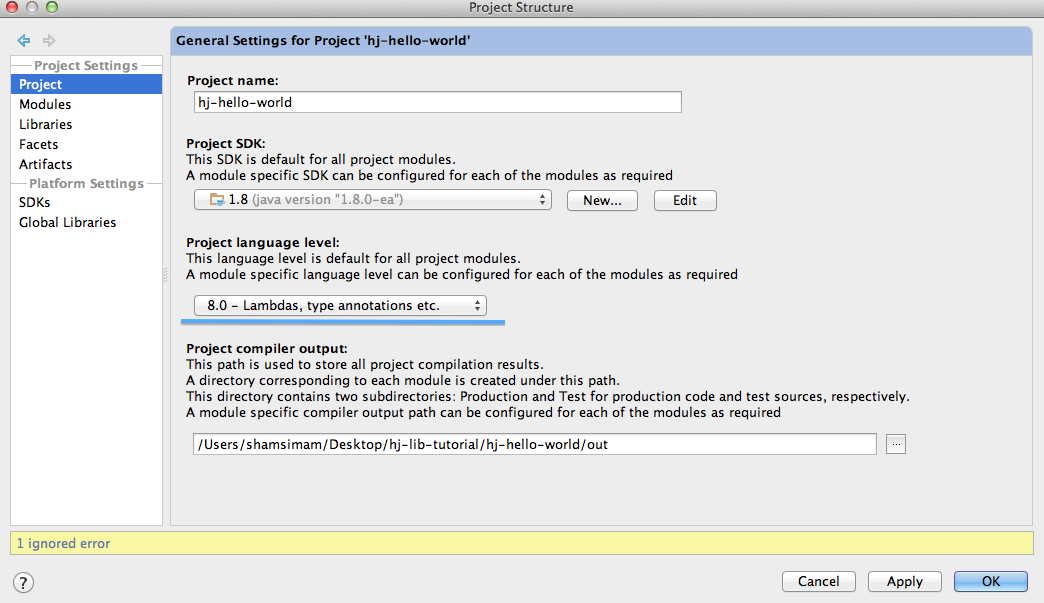 Project Structure
Project Settings
Project
Modules
Libraries
Facets
Artifacts
Platform Settings
SDKs
Global Libraries
General Settings for Project 'hj-hello-world'
Project name:
hj-hello-world
Project SDK:
This SDK is default for all project modules.
A module specific SDK can be configured for each of the modules as required
1.8 (java version "1.8.0-ea")
New...
Edit
Project language level:
This language level is default for all project modules.
A module specific language level can be configured for each of the modules as required
8.0 - Lambdas, type annotations etc.
Project compiler output:
This path is used to store all project compilation results.
A directory corresponding to each module is created under this path.
This directory contains two subdirectories: Production and Test for production code and test sources, respectively.
A module specific compiler output path can be configured for each of the modules as required
/Users/shamsimam/Desktop/hj-lib-tutorial/hj-hello-world/out
...
1 ignored error
?
Cancel
Apply
OK